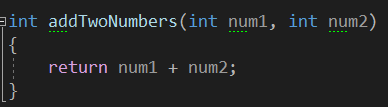 int addTwoNumbers(int num1, int num2)
{
    return num1 + num2;
}